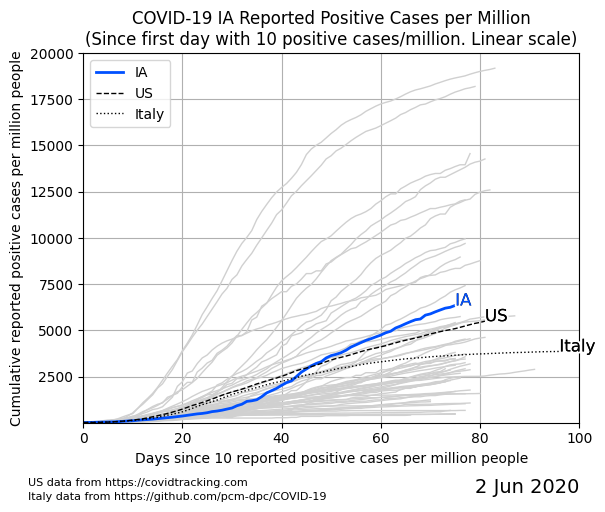 COVID-19 IA Reported Positive Cases per Million
(Since first day with 10 positive cases/million. Linear scale)
Cumulative reported positive cases per million people
20000
17500
15000
12500
10000
7500
5000
2500
IA
US
Italy
IA
US
Italy
0
20
40
60
80
100
Days since 10 reported positive cases per million people
US data from https://covidtracking.com
Italy data from https://github.com/pcm-dpc/COVID-19
2 Jun 2020